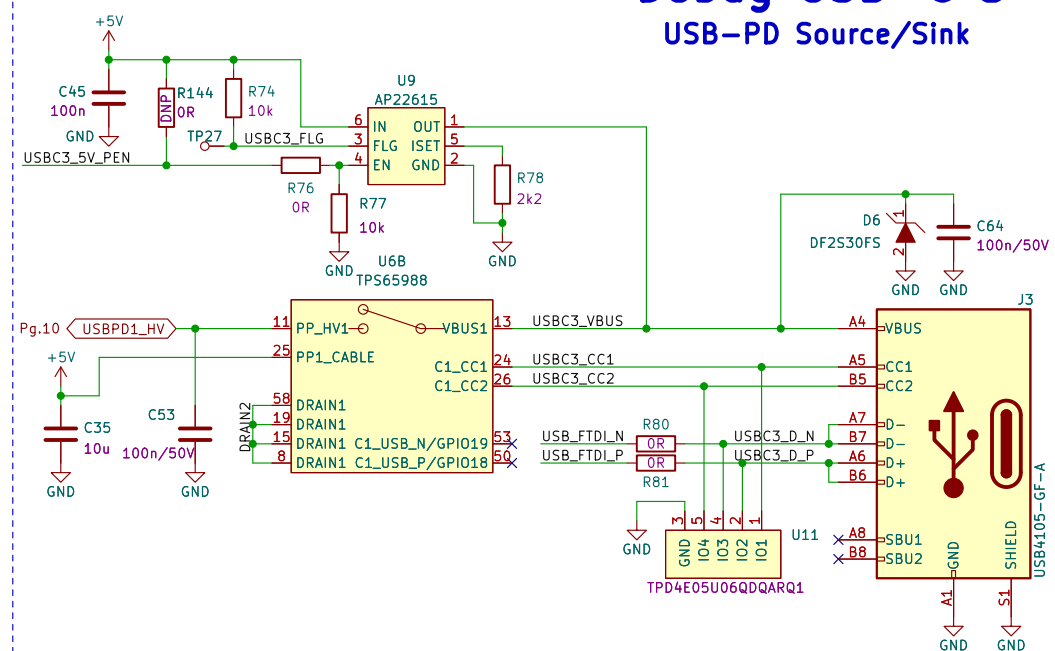 Debug USB-C 3
USB-PD Source/Sink
+5V
C45
100n
GND
R144
DNP
0R
R74
10k
TP27
USBC3_FLG
USBC3_5V_PEN
R76
0R
R77
10k
GND
U9
AP22615
6 IN OUT 1
3 FLG ISET 5
4 EN GND 2
R78
2k2
GND
D6
DF2S30FS
1
2
GND
C64
100n/50V
GND
U6B
TPS65988
Pg.10 USBPD1_HV
11 PP_HV1 VBUS1 13
25 PP1_CABLE
C1_CC1 24
C1_CC2 26
58 DRAIN1
19 DRAIN1
15 DRAIN1 C1_USB_N/GPIO19 53
8 DRAIN1 C1_USB_P/GPIO18 50
DRAIN2
+5V
C35
10u
GND
C53
100n/50V
GND
USBC3_VBUS
USBC3_CC1
USBC3_CC2
R80
USB_FTDI_N 0R USBC3_D_N
USB_FTDI_P 0R USBC3_D_P
R81
GND
3 5 4 2 1
GND IO4 IO3 IO2 IO1
U11
TPD4E05U06QDQARQ1
J3
A4 VBUS
A5 CC1
B5 CC2
A7 D-
B7 D-
A6 D+
B6 D+
A8 SBU1
B8 SBU2
GND
SHIELD
USB4105-GF-A
A1
S1
GND
GND